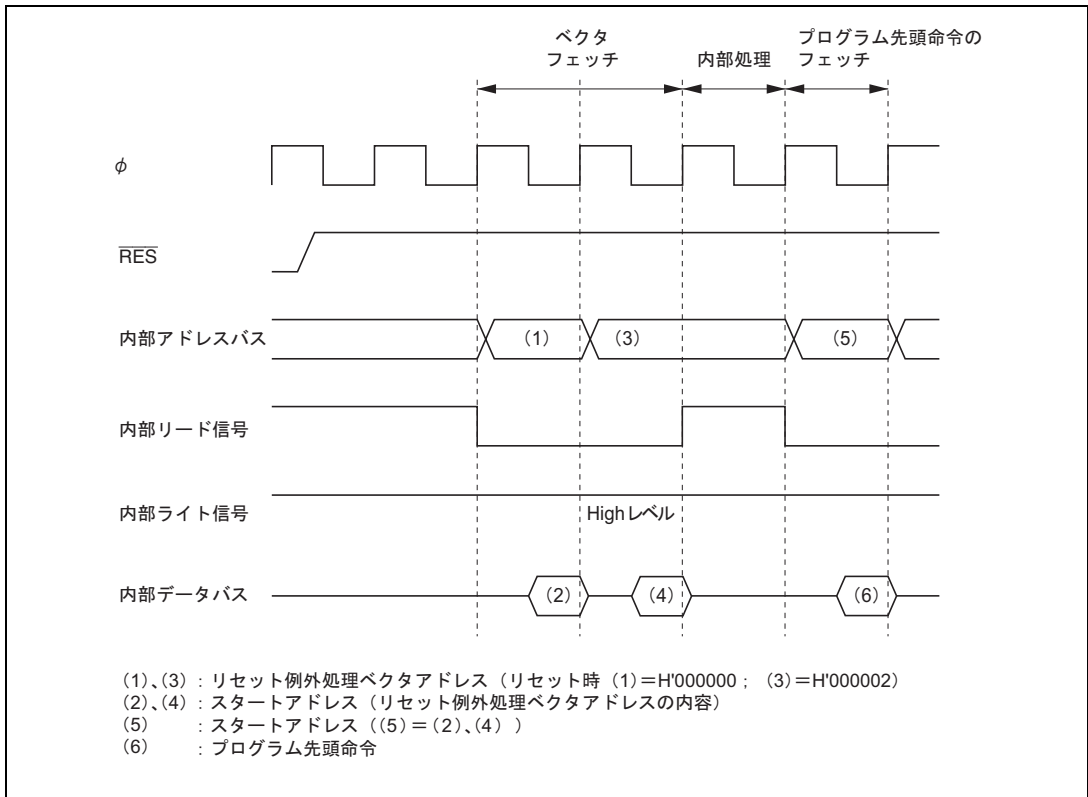 ベクタ
フェッチ
内部処理
プログラム先頭命令の
フェッチ
φ
RES
内部アドレスバス
(1)
(3)
(5)
内部リード信号
内部ライト信号
Highレベル
内部データバス
(2)
(4)
(6)
(1)、(3) : リセット例外処理ベクタアドレス（リセット時 (1)=H'000000 ; (3)=H'000002）
(2)、(4) : スタートアドレス（リセット例外処理ベクタアドレスの内容）
(5) : スタートアドレス（(5)=(2)、(4) ）
(6) : プログラム先頭命令